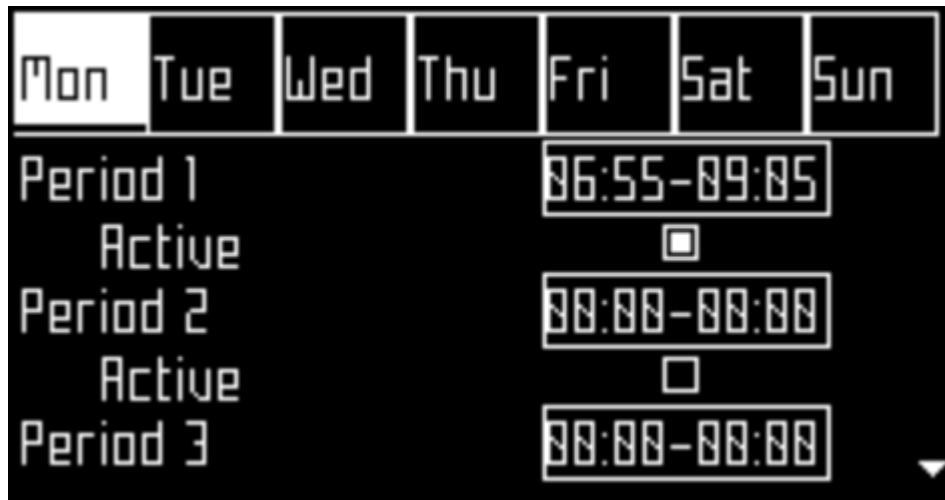 Mon Tue Wed Thu Fri Sat Sun
Period 1 06:55-09:05
Active
Period 2 00:00-00:00
Active
Period 3 00:00-00:00